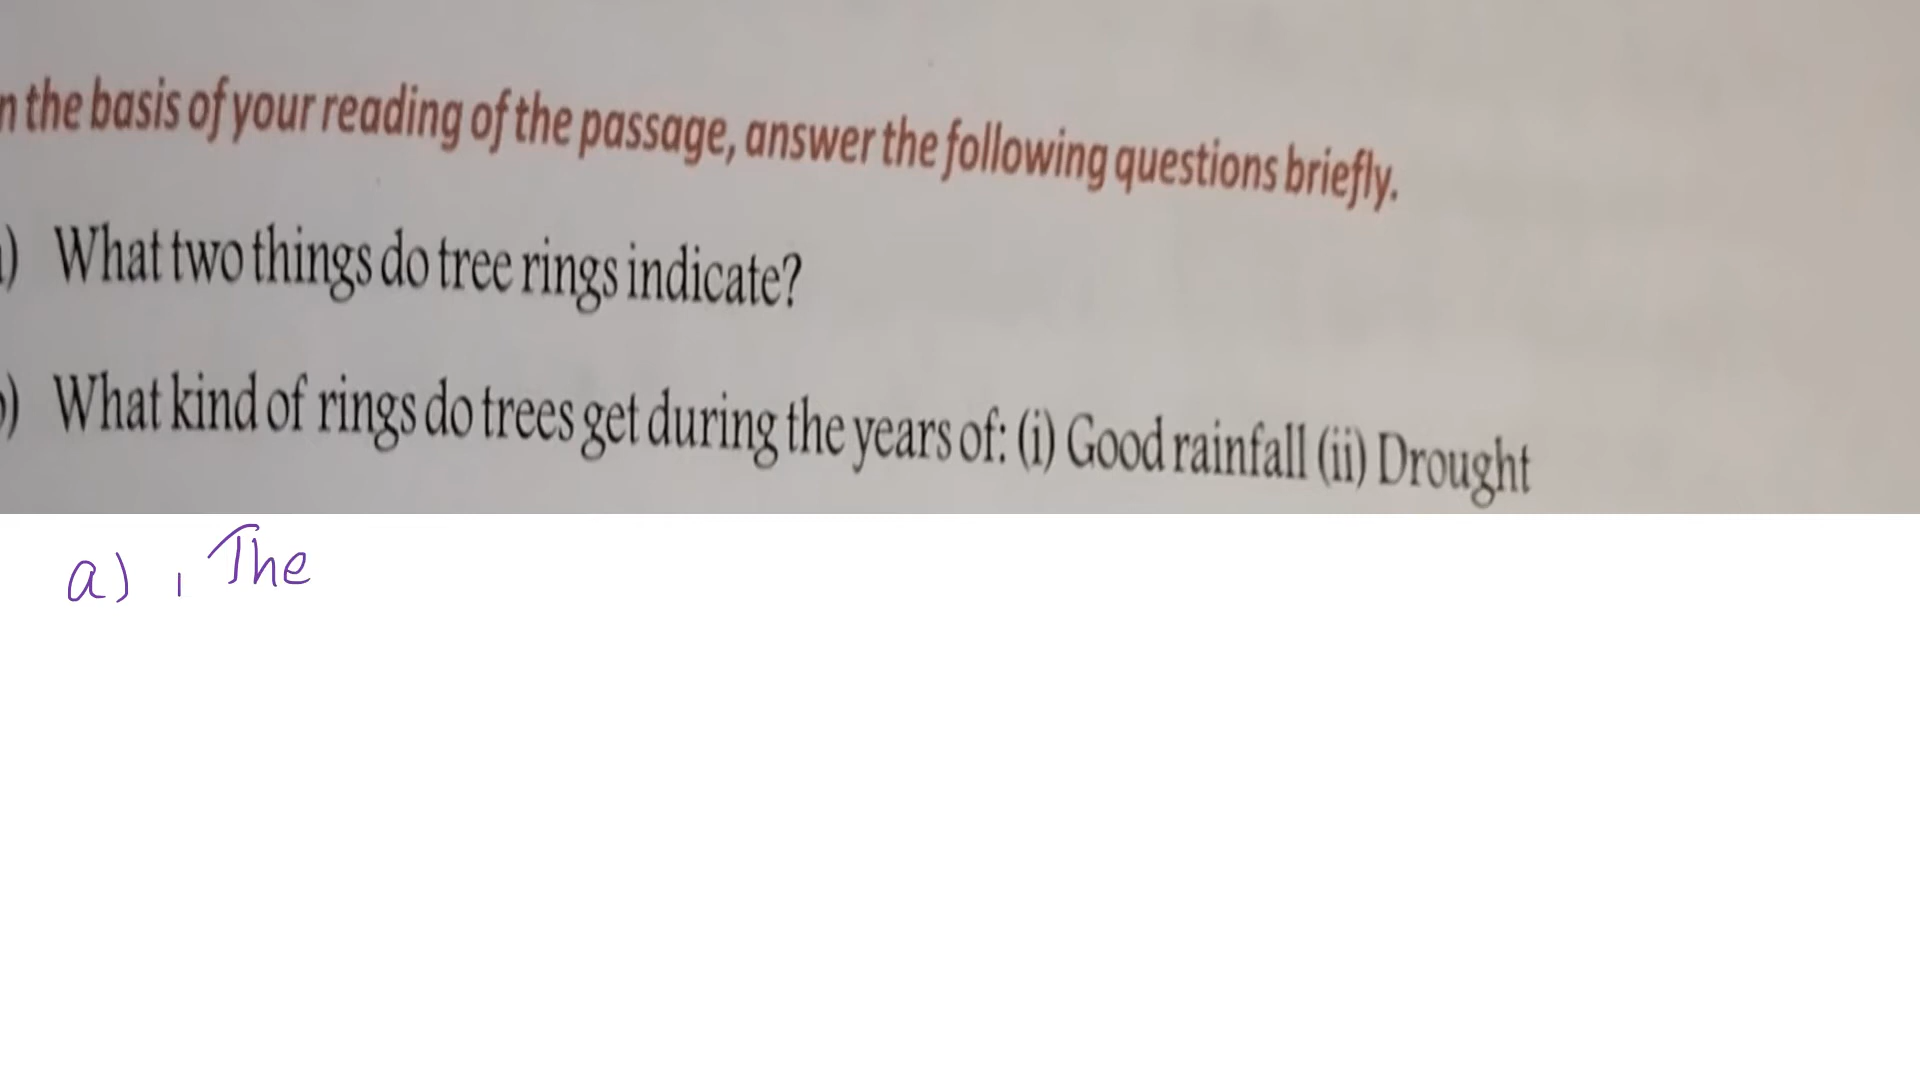 n the basis of your reading of the passage, answer the following questions briefly.
) What two things do tree rings indicate?
) What kind of rings do trees get during the years of: (i) Good rainfall (ii) Drought
a) , The